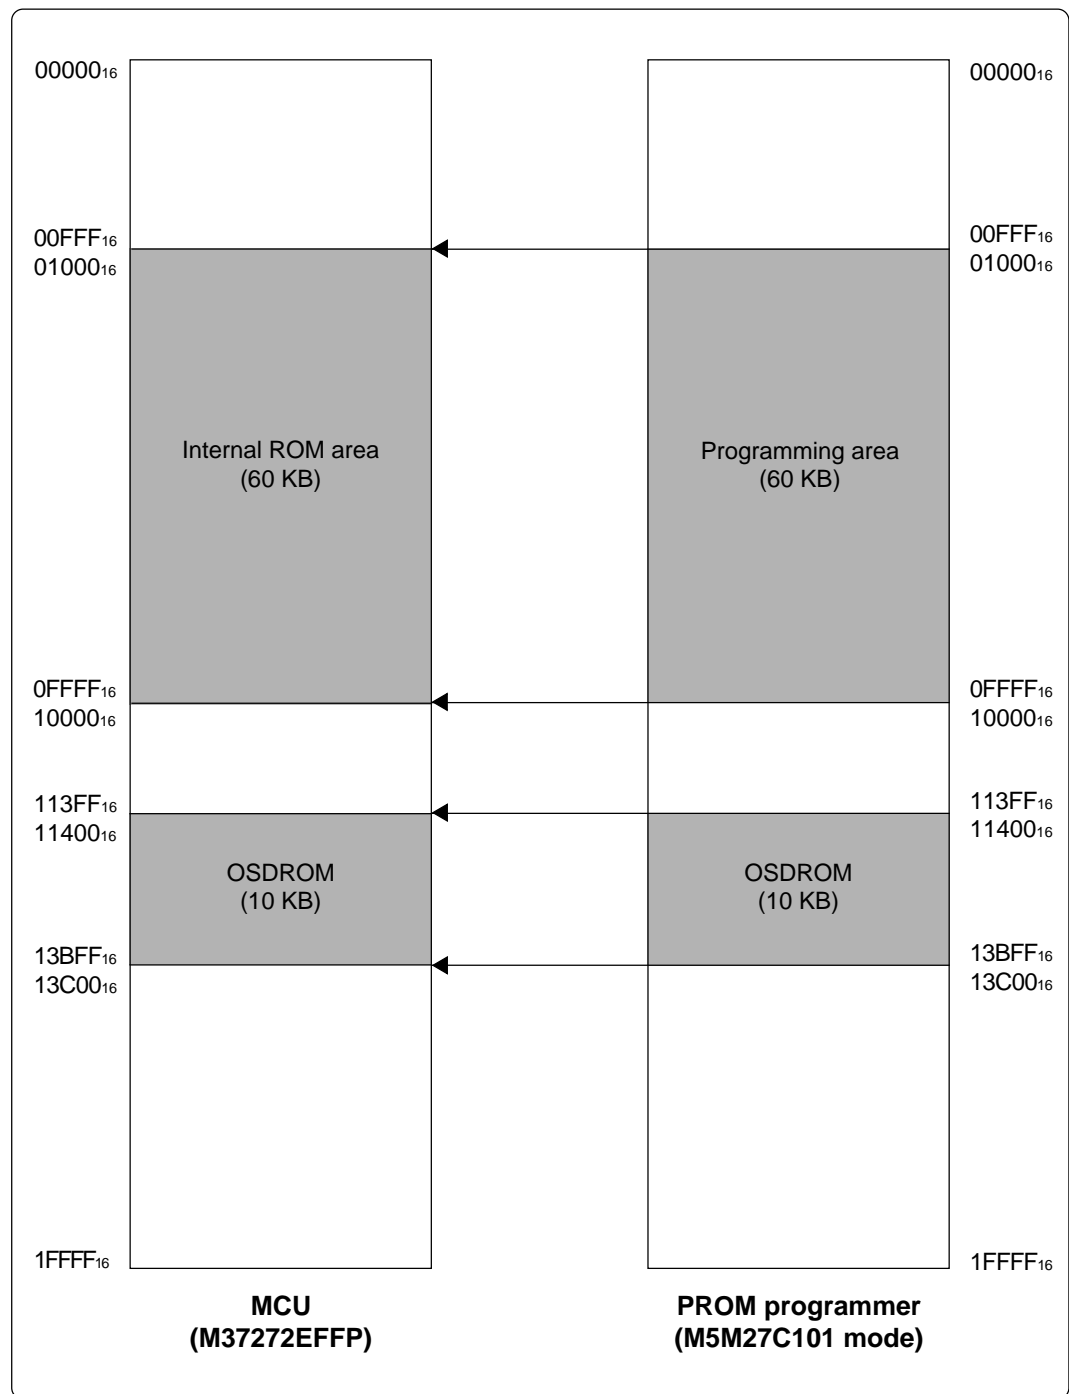 00000₁₆
00FFF₁₆
01000₁₆
Internal ROM area
(60 KB)
0FFFF₁₆
10000₁₆
113FF₁₆
11400₁₆
OSDROM
(10 KB)
13BFF₁₆
13C00₁₆
1FFFF₁₆
MCU
(M37272EFFP)
00000₁₆
00FFF₁₆
01000₁₆
Programming area
(60 KB)
0FFFF₁₆
10000₁₆
113FF₁₆
11400₁₆
OSDROM
(10 KB)
13BFF₁₆
13C00₁₆
1FFFF₁₆
PROM programmer
(M5M27C101 mode)